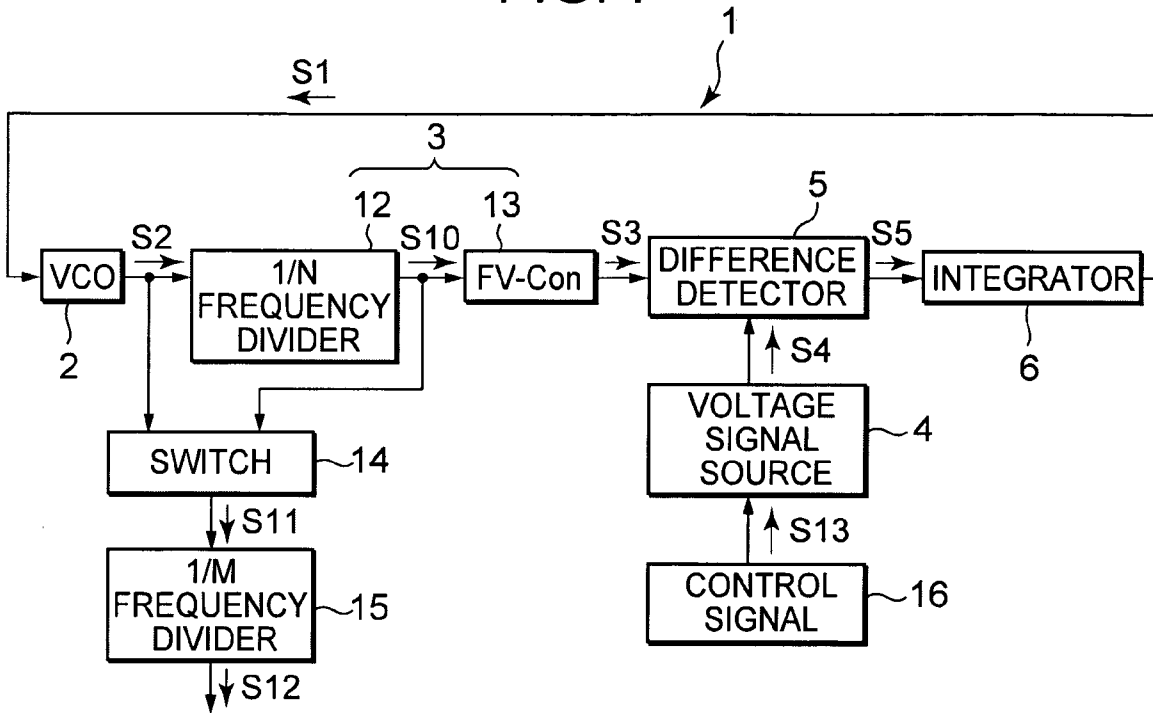 1
S1
3
12
13
5
S2
S10
S3
S5
VCO
1/N
FREQUENCY
DIVIDER
FV-Con
DIFFERENCE
DETECTOR
INTEGRATOR
2
6
S4
SWITCH
14
VOLTAGE
SIGNAL
SOURCE
4
S11
S13
1/M
FREQUENCY
DIVIDER
15
CONTROL
SIGNAL
16
S12